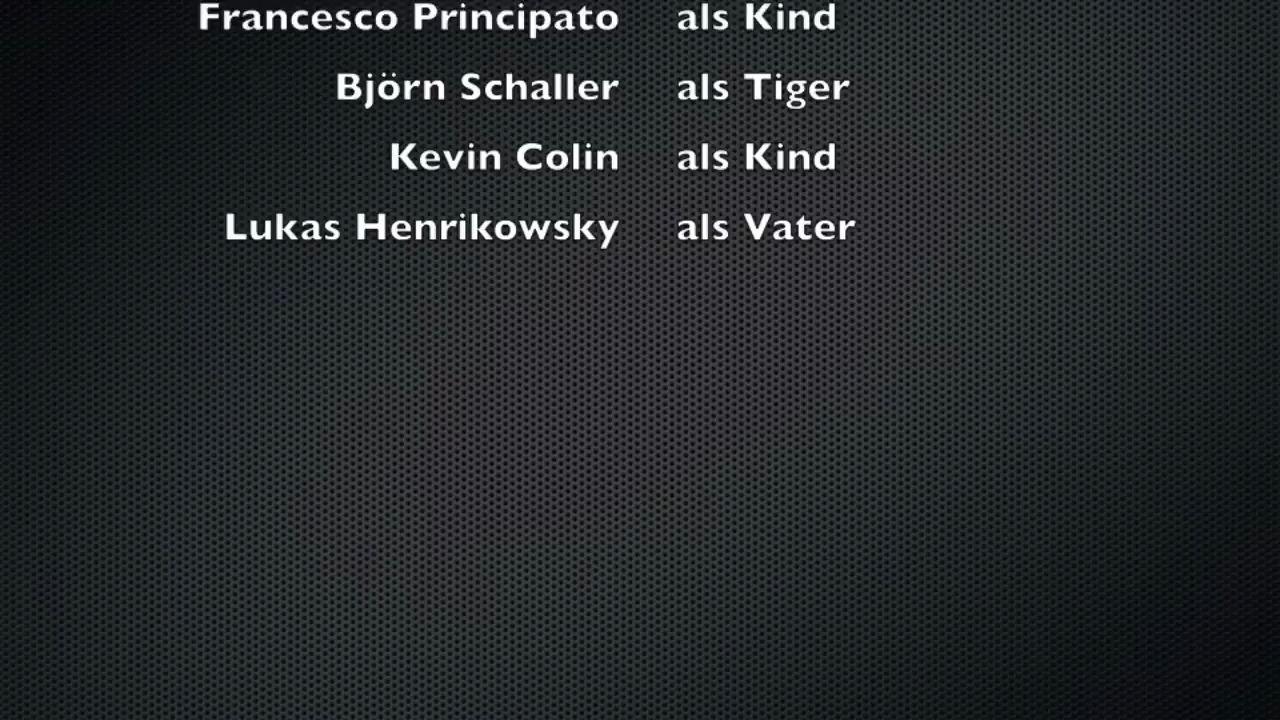 Francesco Principato als Kind
Björn Schaller als Tiger
Kevin Colin als Kind
Lukas Henrikowsky als Vater